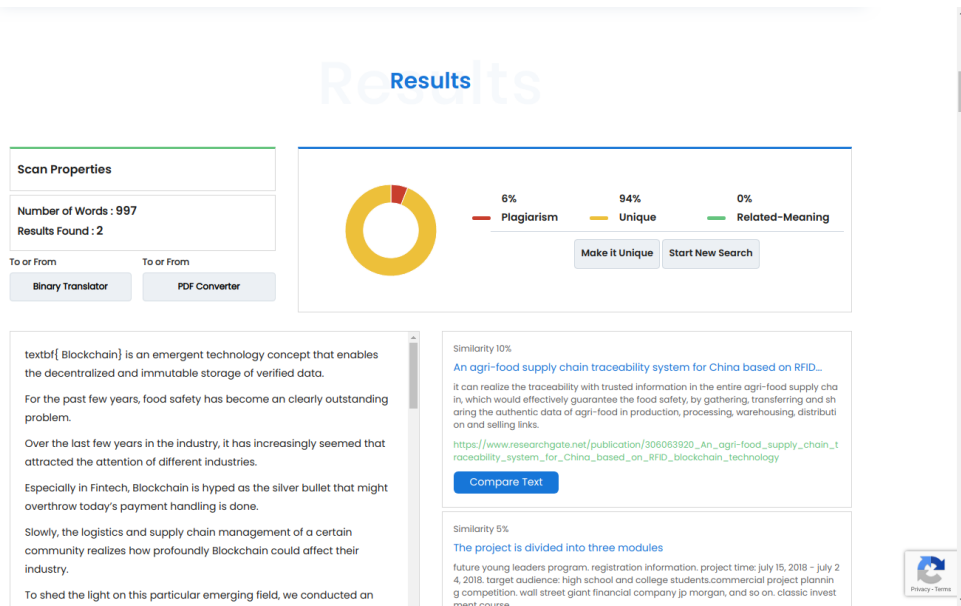 Results
Results
Scan Properties
Number of Words : 997
Results Found : 2
To or From
To or From
Binary Translator
PDF Converter
6%
94%
0%
Plagiarism
Unique
Related-Meaning
Make it Unique
Start New Search
textbf{ Blockchain} is an emergent technology concept that enables
the decentralized and immutable storage of verified data.
For the past few years, food safety has become an clearly outstanding
problem.
Over the last few years in the industry, it has increasingly seemed that
attracted the attention of different industries.
Especially in Fintech, Blockchain is hyped as the silver bullet that might
overthrow today's payment handling is done.
Slowly, the logistics and supply chain management of a certain
community realizes how profoundly Blockchain could affect their
industry.
To shed the light on this particular emerging field, we conducted an
Similarity 10%
An agri-food supply chain traceability system for China based on RFID...
it can realize the traceability with trusted information in the entire agri-food supply cha
in, which would effectively guarantee the food safety, by gathering, transferring and sh
aring the authentic data of agri-food in production, processing, warehousing, distributi
on and selling links.
https://www.researchgate.net/publication/306063920_An_agri-food_supply_chain_t
raceability_system_for_China_based_on_RFID_blockchain_technology
Compare Text
Similarity 5%
The project is divided into three modules
future young leaders program. registration information. project time: july 15, 2018 - july 2
4, 2018. target audience: high school and college students.commercial project plannin
g competition. wall street giant financial company jp morgan, and so on. classic invest
ment course
Privacy - Terms